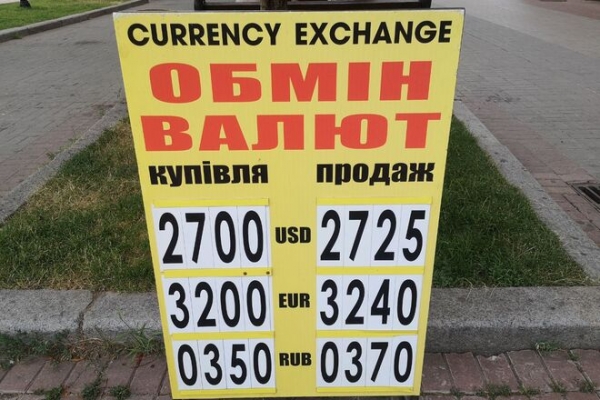 CURRENCY EXCHANGE
ОБМІН
ВАЛЮТ
купівля продаж
2700 USD 2725
3200 EUR 3240
0350 RUB 0370